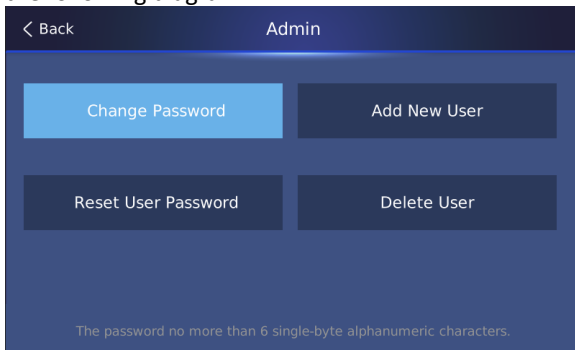 < Back Admin
Change Password Add New User
Reset User Password Delete User
The password no more than 6 single-byte alphanumeric characters.